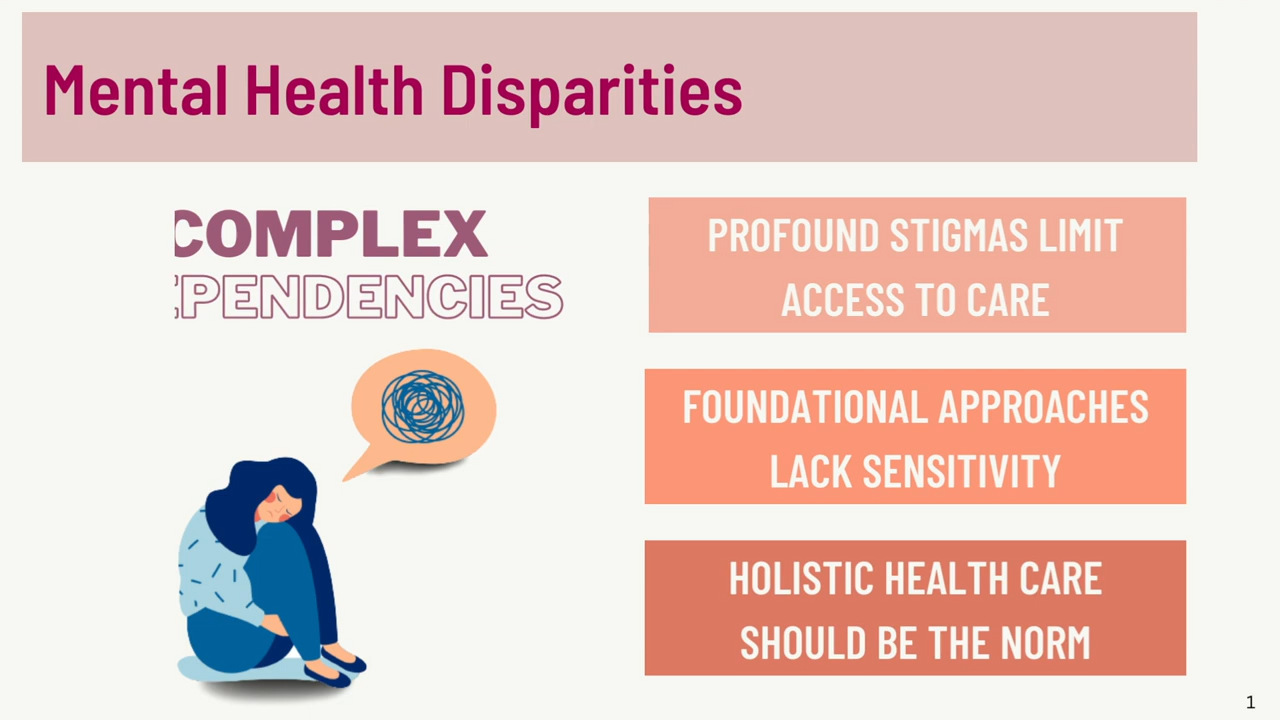 Mental Health Disparities
COMPLEX
EPENDENCIES
PROFOUND STIGMAS LIMIT
ACCESS TO CARE
FOUNDATIONAL APPROACHES
LACK SENSITIVITY
HOLISTIC HEALTH CARE
SHOULD BE THE NORM
1